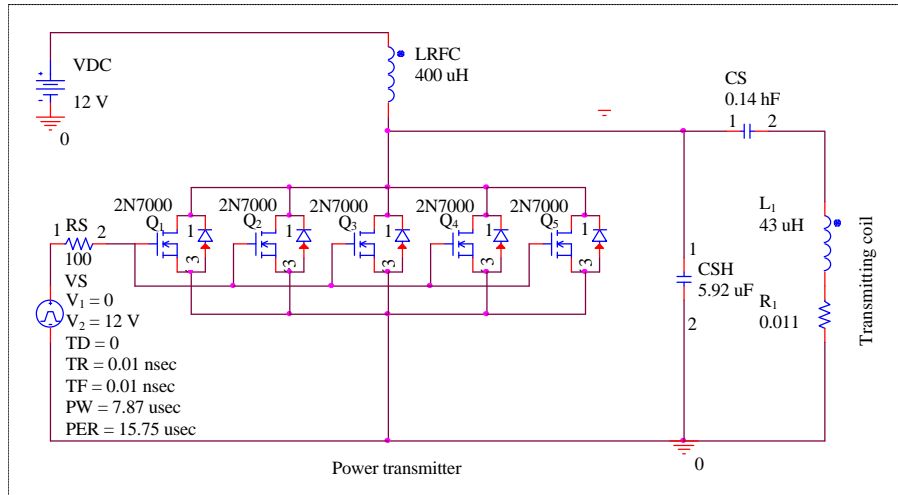 LRFC
400 uH
VDC
12 V
0
CS
0.14 hF
1 2
2N7000 2N7000 2N7000 2N7000 2N7000
Q1 Q2 Q3 Q4 Q5
1 1 1 1 1
3 3 3 3 3
RS
1 2
100
VS
V1 = 0
V2 = 12 V
TD = 0
TR = 0.01 nsec
TF = 0.01 nsec
PW = 7.87 usec
PER = 15.75 usec
1
CSH
5.92 uF
2
L1
43 uH
R1
0.011
Transmitting coil
0
Power transmitter